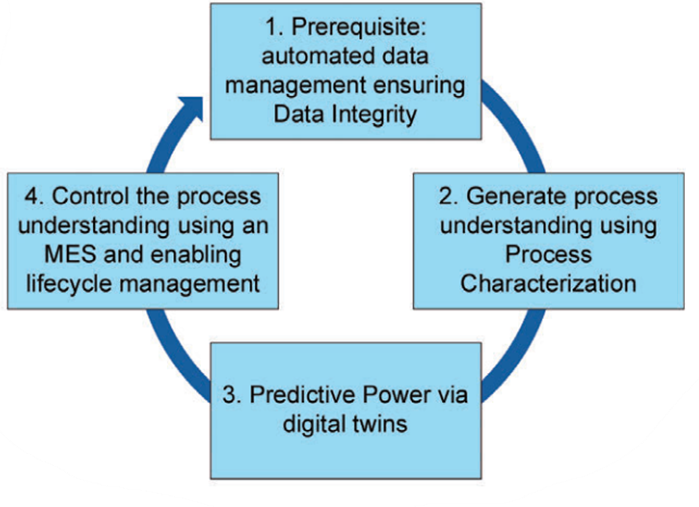 1. Prerequisite:
automated data
management ensuring
Data Integrity
2. Generate process
understanding using
Process
Characterization
3. Predictive Power via
digital twins
4. Control the process
understanding using an
MES and enabling
lifecycle management